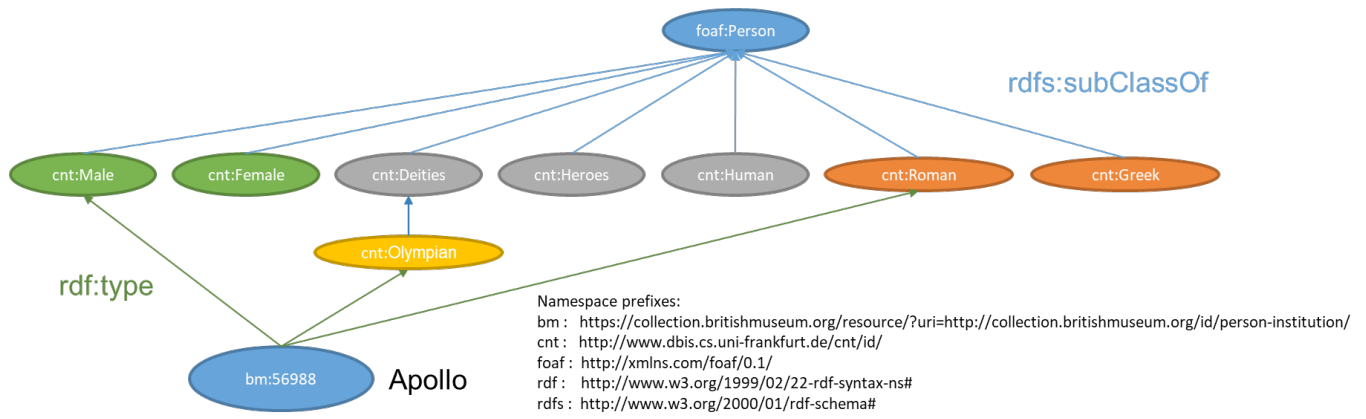 foaf:Person
rdfs:subClassOf
cnt:Male
cnt:Female
cnt:Deities
cnt:Heroes
cnt:Human
cnt:Roman
cnt:Greek
cnt:Olympian
rdf:type
Namespace prefixes:
bm : https://collection.britishmuseum.org/resource/?uri=http://collection.britishmuseum.org/id/person-institution/
cnt : http://www.dbis.cs.uni-frankfurt.de/cnt/id/
foaf : http://xmlns.com/foaf/0.1/
rdf : http://www.w3.org/1999/02/22-rdf-syntax-ns#
rdfs : http://www.w3.org/2000/01/rdf-schema#
bm:56988
Apollo